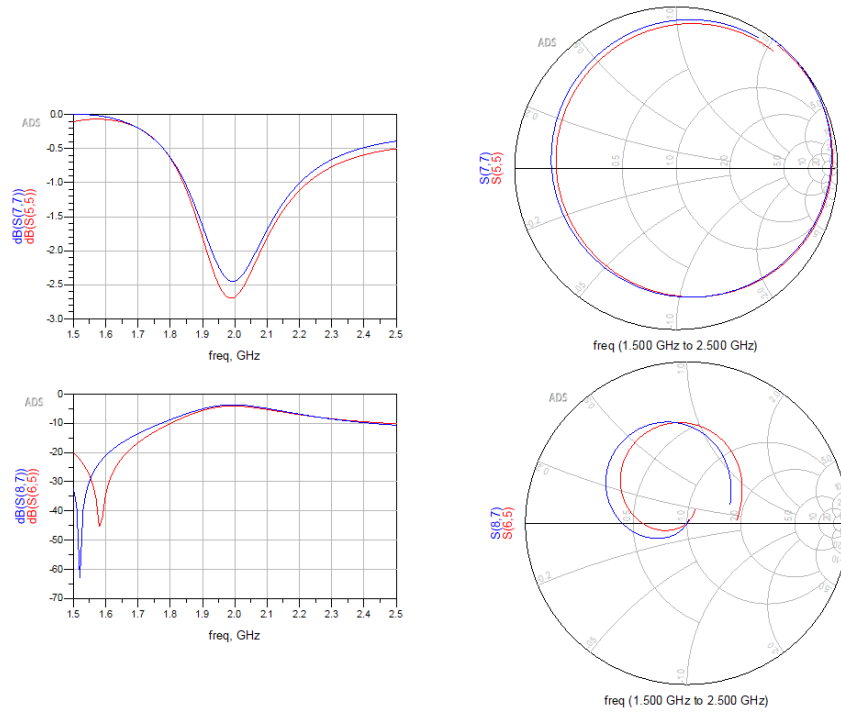 ADS
0.0
-0.5
-1.0
-1.5
-2.0
-2.5
-3.0
1.5
1.6
1.7
1.8
1.9
2.0
2.1
2.2
2.3
2.4
2.5
freq, GHz
dB(S(7,7))
dB(S(5,5))
ADS
S(7,7)
S(5,5)
freq (1.500 GHz to 2.500 GHz)
ADS
0
-10
-20
-30
-40
-50
-60
-70
1.5
1.6
1.7
1.8
1.9
2.0
2.1
2.2
2.3
2.4
2.5
freq, GHz
dB(S(8,7))
dB(S(6,5))
ADS
S(8,7)
S(6,5)
freq (1.500 GHz to 2.500 GHz)